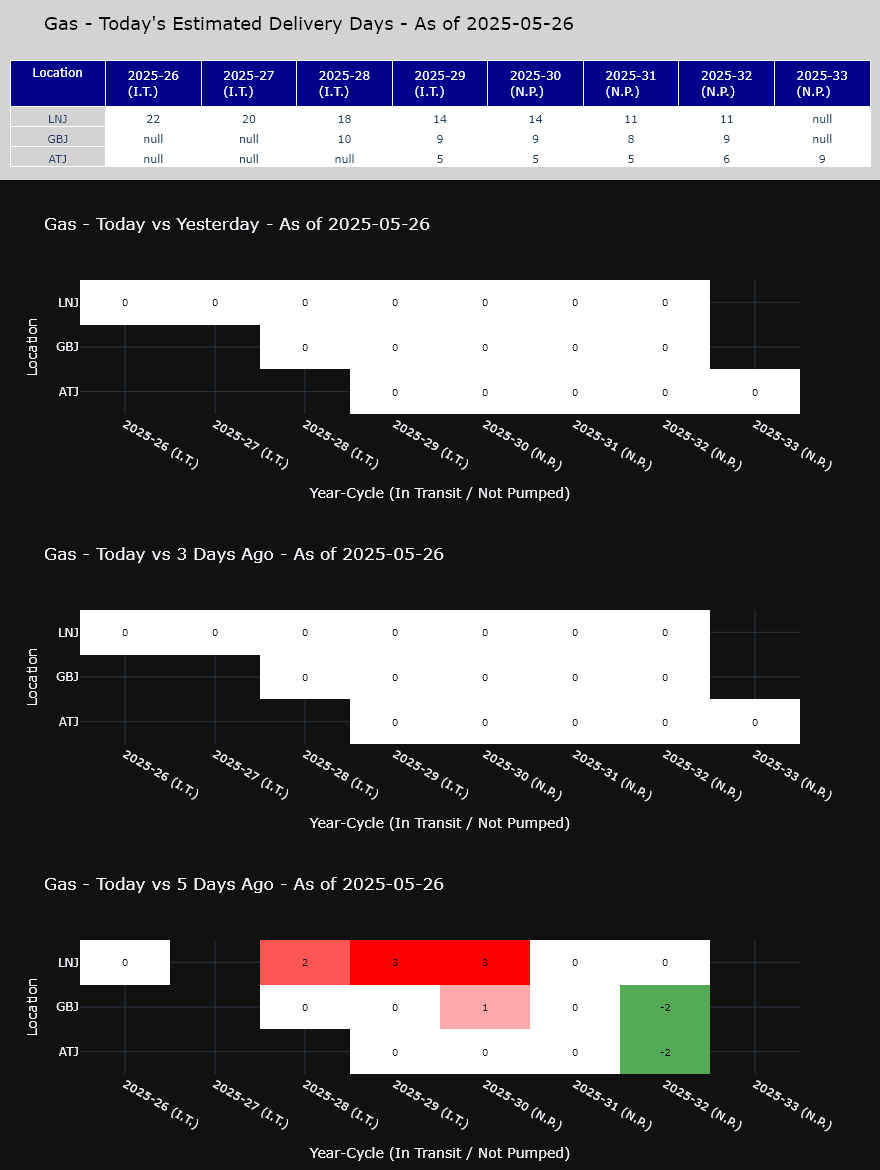 Gas - Today's Estimated Delivery Days - As of 2025-05-26
Location 2025-26 (I.T.) 2025-27 (I.T.) 2025-28 (I.T.) 2025-29 (I.T.) 2025-30 (N.P.) 2025-31 (N.P.) 2025-32 (N.P.) 2025-33 (N.P.)
LNJ 22 20 18 14 14 11 11 null
GBJ null null 10 9 9 8 9 null
ATJ null null null 5 5 5 6 9
Gas - Today vs Yesterday - As of 2025-05-26
Location
LNJ 0 0 0 0 0 0 0
GBJ 0 0 0 0 0
ATJ 0 0 0 0 0
2025-26 (I.T.) 2025-27 (I.T.) 2025-28 (I.T.) 2025-29 (I.T.) 2025-30 (N.P.) 2025-31 (N.P.) 2025-32 (N.P.) 2025-33 (N.P.)
Year-Cycle (In Transit / Not Pumped)
Gas - Today vs 3 Days Ago - As of 2025-05-26
Location
LNJ 0 0 0 0 0 0 0
GBJ 0 0 0 0 0
ATJ 0 0 0 0 0
2025-26 (I.T.) 2025-27 (I.T.) 2025-28 (I.T.) 2025-29 (I.T.) 2025-30 (N.P.) 2025-31 (N.P.) 2025-32 (N.P.) 2025-33 (N.P.)
Year-Cycle (In Transit / Not Pumped)
Gas - Today vs 5 Days Ago - As of 2025-05-26
Location
LNJ 0 2 3 3 0 0
GBJ 0 0 1 0 -2
ATJ 0 0 0 -2
2025-26 (I.T.) 2025-27 (I.T.) 2025-28 (I.T.) 2025-29 (I.T.) 2025-30 (N.P.) 2025-31 (N.P.) 2025-32 (N.P.) 2025-33 (N.P.)
Year-Cycle (In Transit / Not Pumped)